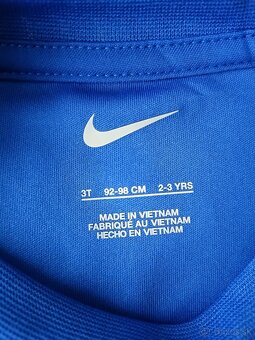 3T 92-98 CM 2-3 YRS
MADE IN VIETNAM
FABRIQUÉ AU VIETNAM
HECHO EN VIETNAM